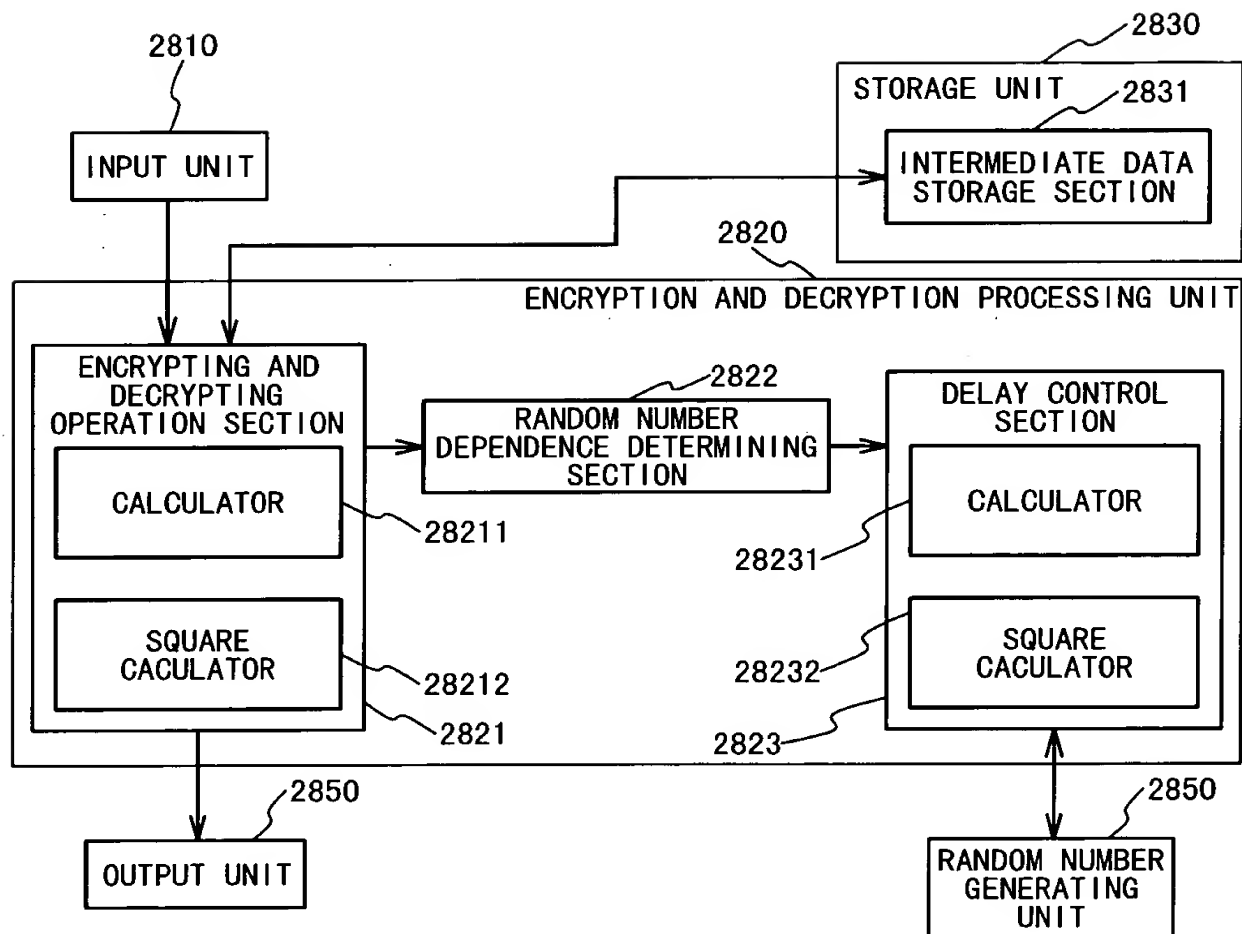 2810
INPUT UNIT
2830
STORAGE UNIT
2831
INTERMEDIATE DATA
STORAGE SECTION
2820
ENCRYPTION AND DECRYPTION PROCESSING UNIT
ENCRYPTING AND
DECRYPTING
OPERATION SECTION
CALCULATOR
28211
SQUARE
CACULATOR
28212
2821
2822
RANDOM NUMBER
DEPENDENCE DETERMINING
SECTION
DELAY CONTROL
SECTION
CALCULATOR
28231
SQUARE
CACULATOR
28232
2823
2850
OUTPUT UNIT
2850
RANDOM NUMBER
GENERATING
UNIT